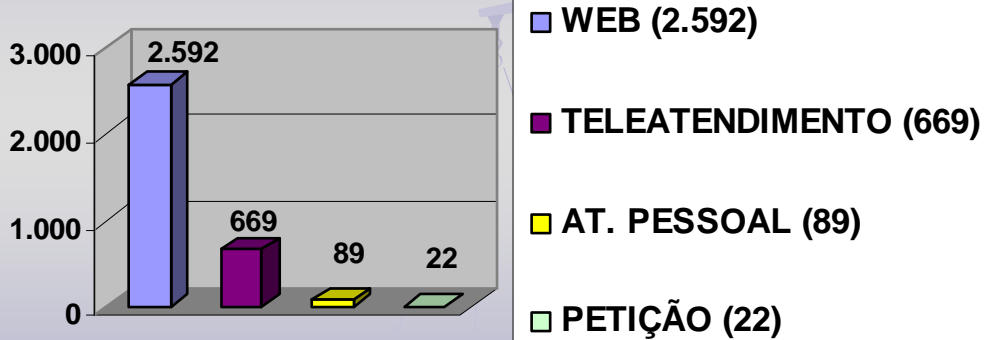 3.000
2.000
1.000
0
2.592
669
89
22
WEB (2.592)
TELEATENDIMENTO (669)
AT. PESSOAL (89)
PETIÇÃO (22)